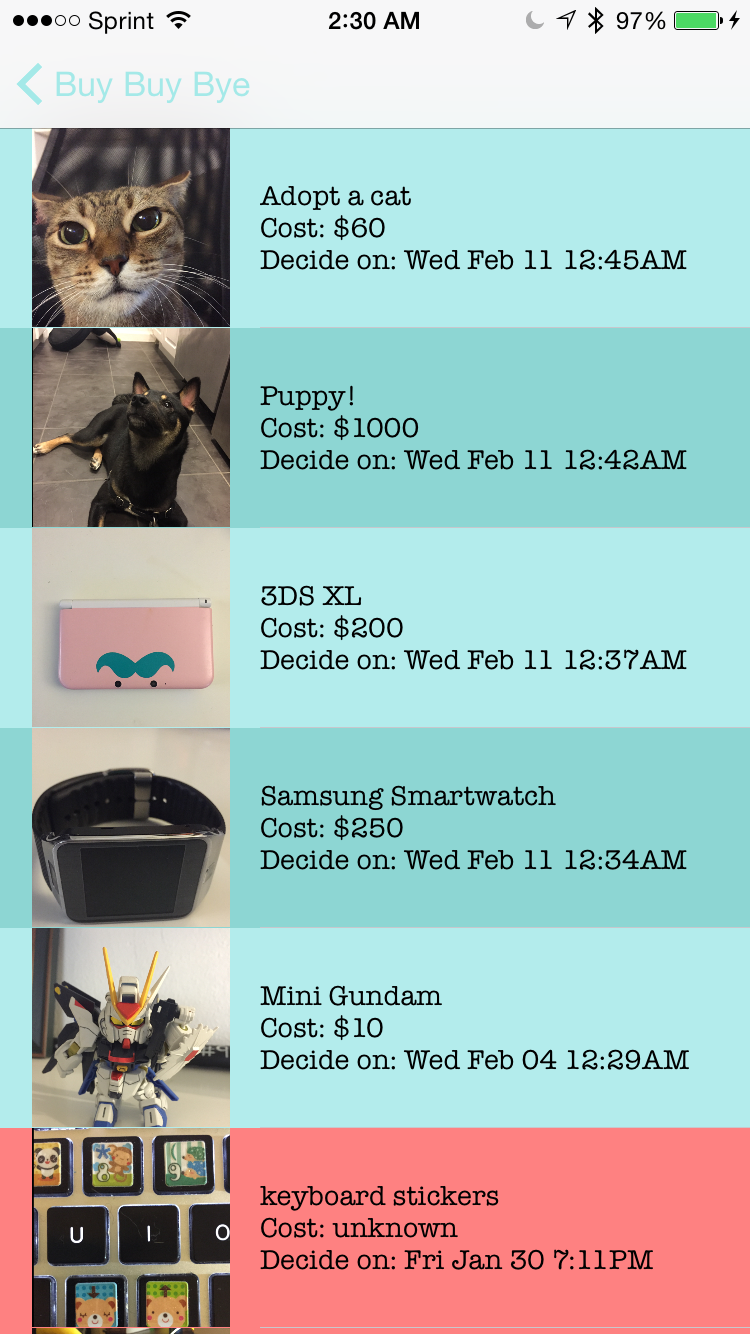 Sprint 2:30 AM 97%
Buy Buy Bye
Adopt a cat
Cost: $60
Decide on: Wed Feb 11 12:45AM
Puppy!
Cost: $1000
Decide on: Wed Feb 11 12:42AM
3DS XL
Cost: $200
Decide on: Wed Feb 11 12:37AM
Samsung Smartwatch
Cost: $250
Decide on: Wed Feb 11 12:34AM
Mini Gundam
Cost: $10
Decide on: Wed Feb 04 12:29AM
keyboard stickers
Cost: unknown
Decide on: Fri Jan 30 7:11PM
U I O